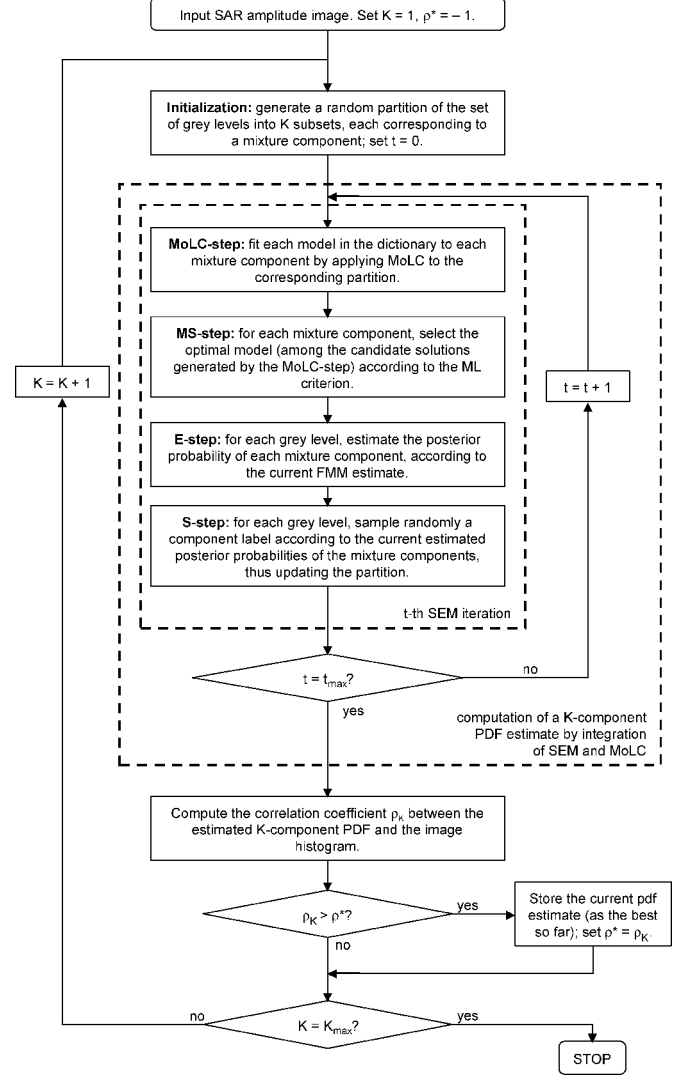 Input SAR amplitude image. Set K = 1, ρ* = – 1.
Initialization: generate a random partition of the set
of grey levels into K subsets, each corresponding to
a mixture component; set t = 0.
MoLC-step: fit each model in the dictionary to each
mixture component by applying MoLC to the
corresponding partition.
MS-step: for each mixture component, select the
optimal model (among the candidate solutions
generated by the MoLC-step) according to the ML
criterion.
K = K + 1
t = t + 1
E-step: for each grey level, estimate the posterior
probability of each mixture component, according to
the current FMM estimate.
S-step: for each grey level, sample randomly a
component label according to the current estimated
posterior probabilities of the mixture components,
thus updating the partition.
t-th SEM iteration
t = tmax?
no
yes
computation of a K-component
PDF estimate by integration
of SEM and MoLC
Compute the correlation coefficient ρK between the
estimated K-component PDF and the image
histogram.
ρK > ρ*?
yes
no
Store the current pdf
estimate (as the best
so far); set ρ* = ρK.
K = Kmax?
no
yes
STOP